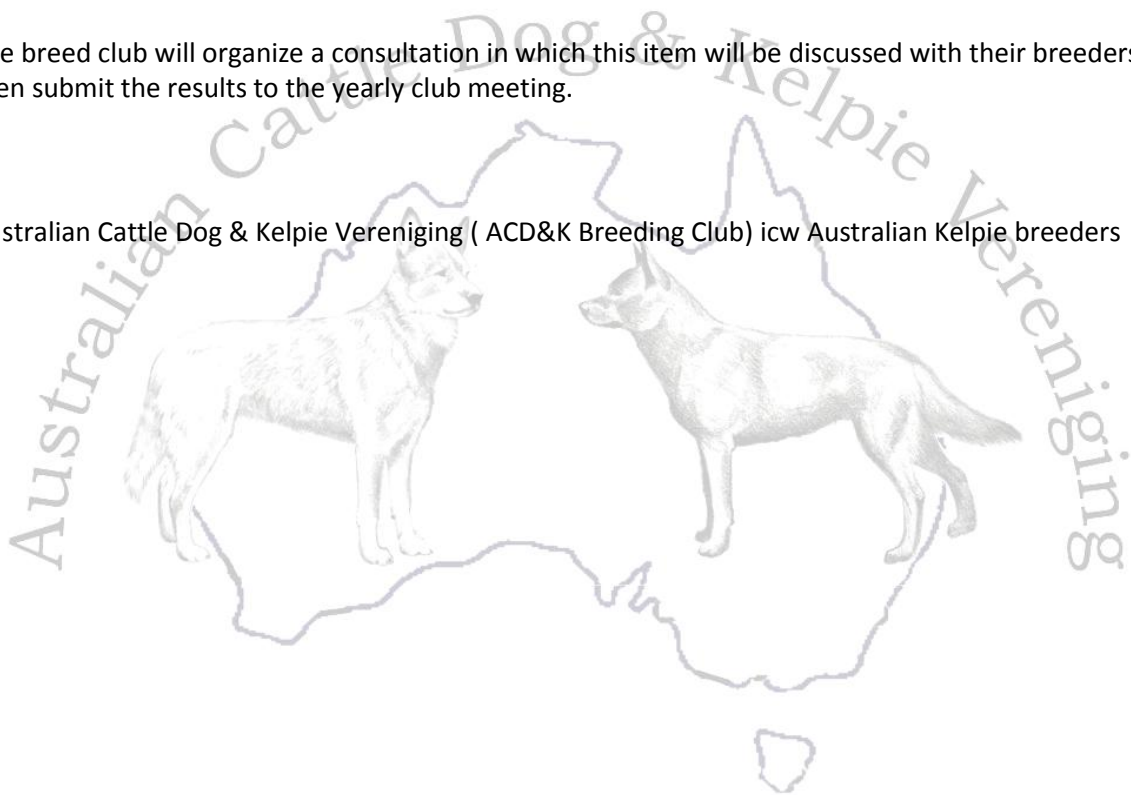 e breed club will organize a consultation in which this item will be discussed with their breeders
en submit the results to the yearly club meeting.
stralian Cattle Dog & Kelpie Vereniging ( ACD&K Breeding Club) icw Australian Kelpie breeders
Australian Cattle Dog & Kelpie Vereniging